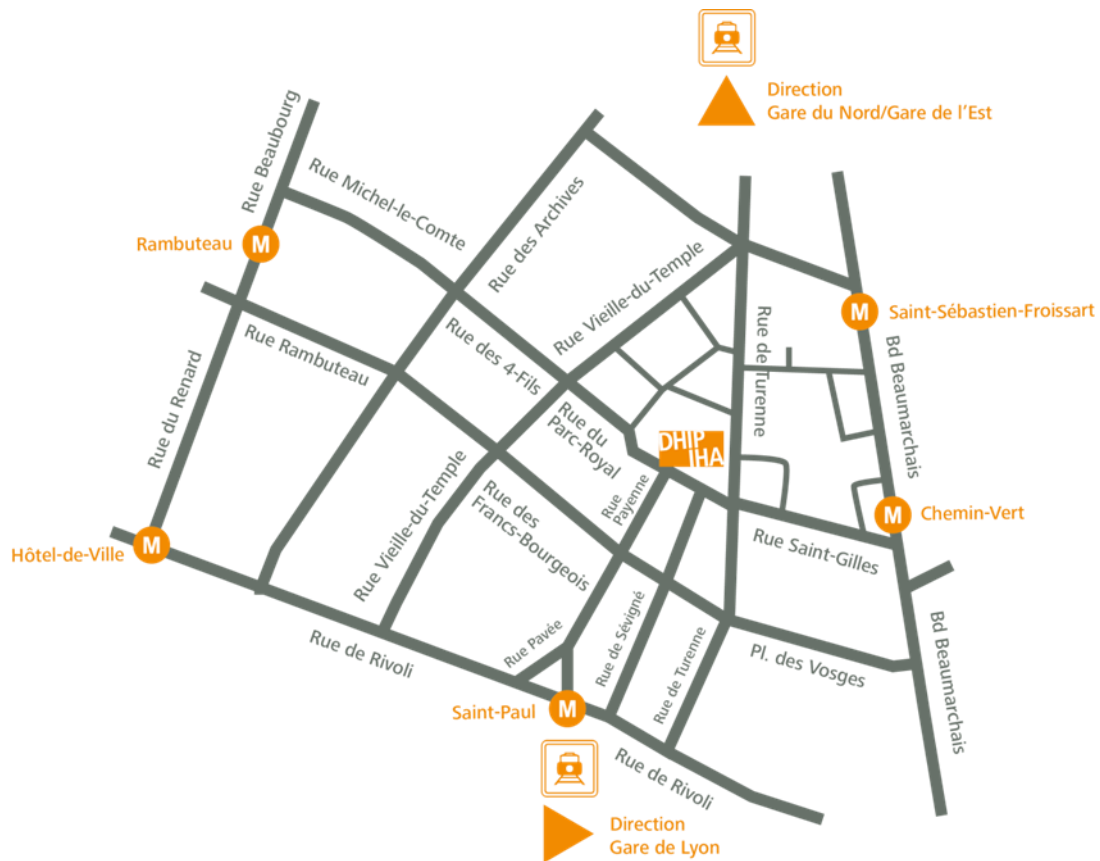 Direction
Gare du Nord/Gare de l'Est
Rue Beaubourg
Rue Michel-le-Comte
Rue des Archives
Rambuteau
M
Rue Vieille-du-Temple
Saint-Sébastien-Froissart
M
Rue Rambuteau
Rue des 4-Fils
Rue de Turenne
Bd Beaumarchais
Rue du Renard
Rue du
Parc-Royal
DHIP
IHA
Rue Vieille-du-Temple
Rue des
Francs-Bourgeois
Rue
Payenne
Chemin-Vert
M
Rue Saint-Gilles
Hôtel-de-Ville
M
Rue de Rivoli
Rue Pavée
Rue de Sévigné
Rue de Turenne
Pl. des Vosges
Bd Beaumarchais
Saint-Paul
M
Rue de Rivoli
Direction
Gare de Lyon